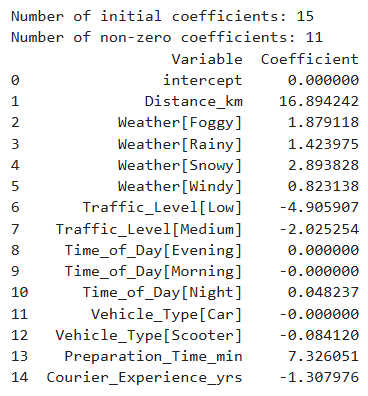 Number of initial coefficients: 15
Number of non-zero coefficients: 11
Variable Coefficient
0 intercept 0.000000
1 Distance_km 16.894242
2 Weather[Foggy] 1.879118
3 Weather[Rainy] 1.423975
4 Weather[Snowy] 2.893828
5 Weather[Windy] 0.823138
6 Traffic_Level[Low] -4.905907
7 Traffic_Level[Medium] -2.025254
8 Time_of_Day[Evening] 0.000000
9 Time_of_Day[Morning] -0.000000
10 Time_of_Day[Night] 0.048237
11 Vehicle_Type[Car] -0.000000
12 Vehicle_Type[Scooter] -0.084120
13 Preparation_Time_min 7.326051
14 Courier_Experience_yrs -1.307976